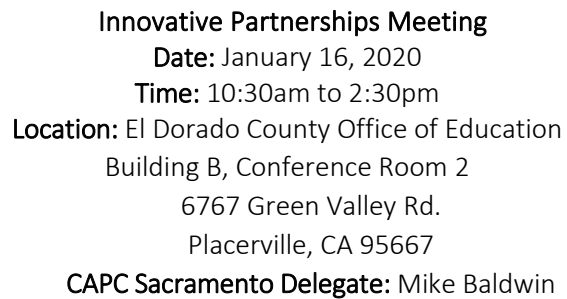 Innovative Partnerships Meeting
Date: January 16, 2020
Time: 10:30am to 2:30pm
Location: El Dorado County Office of Education
Building B, Conference Room 2
6767 Green Valley Rd.
Placerville, CA 95667
CAPC Sacramento Delegate: Mike Baldwin